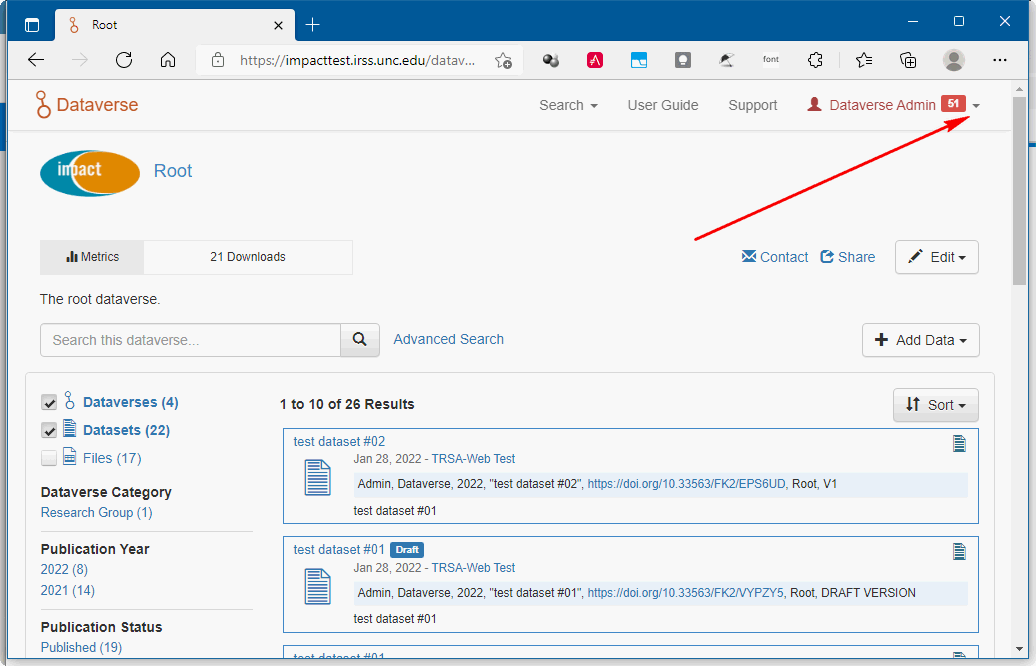 Root
https://impacttest.irss.unc.edu/datav...
font
Dataverse
Search
User Guide
Support
Dataverse Admin 51
impact
Root
Metrics
21 Downloads
Contact
Share
Edit
The root dataverse.
Search this dataverse...
Advanced Search
Add Data
Dataverses (4)
Datasets (22)
Files (17)
Dataverse Category
Research Group (1)
Publication Year
2022 (8)
2021 (14)
Publication Status
Published (19)
1 to 10 of 26 Results
Sort
test dataset #02
Jan 28, 2022 - TRSA-Web Test
Admin, Dataverse, 2022, "test dataset #02", https://doi.org/10.33563/FK2/EPS6UD, Root, V1
test dataset #01
test dataset #01 Draft
Jan 28, 2022 - TRSA-Web Test
Admin, Dataverse, 2022, "test dataset #01", https://doi.org/10.33563/FK2/VYPZY5, Root, DRAFT VERSION
test dataset #01
test dataset #01